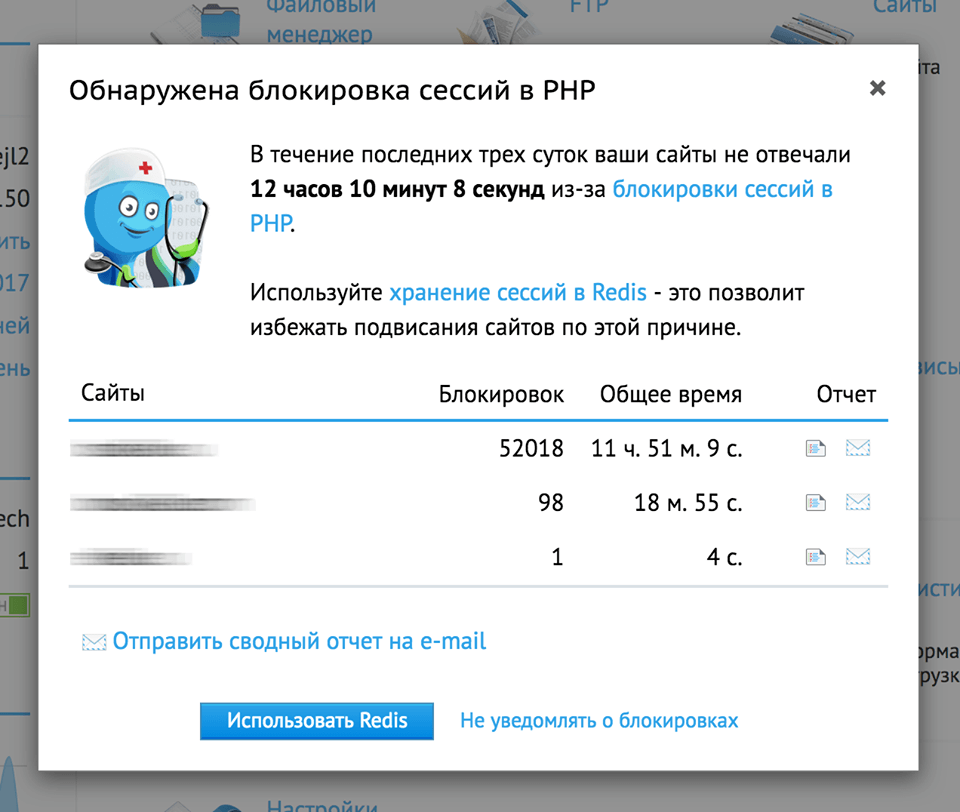 Файловый
менеджер
FTP
Сайты
Обнаружена блокировка сессий в PHP
В течение последних трех суток ваши сайты не отвечали
12 часов 10 минут 8 секунд из-за блокировки сессий в
PHP.
Используйте хранение сессий в Redis - это позволит
избежать подвисания сайтов по этой причине.
Сайты Блокировок Общее время Отчет
52018 11 ч. 51 м. 9 с.
98 18 м. 55 с.
1 4 с.
Отправить сводный отчет на e-mail
Использовать Redis Не уведомлять о блокировках
Настройки